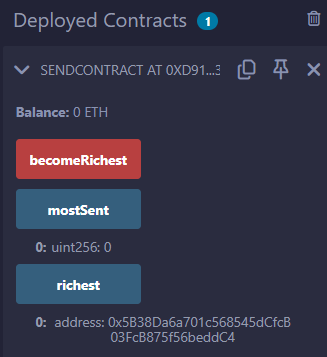 Deployed Contracts 1
SENDCONTRACT AT 0XD91...3
Balance: 0 ETH
becomeRichest
mostSent
0: uint256: 0
richest
0: address: 0x5B38Da6a701c568545dCfcB
03FcB875f56beddC4